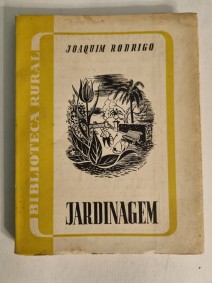 JOAQUIM RODRIGO
BIBLIOTECA RURAL
JARDINAGEM